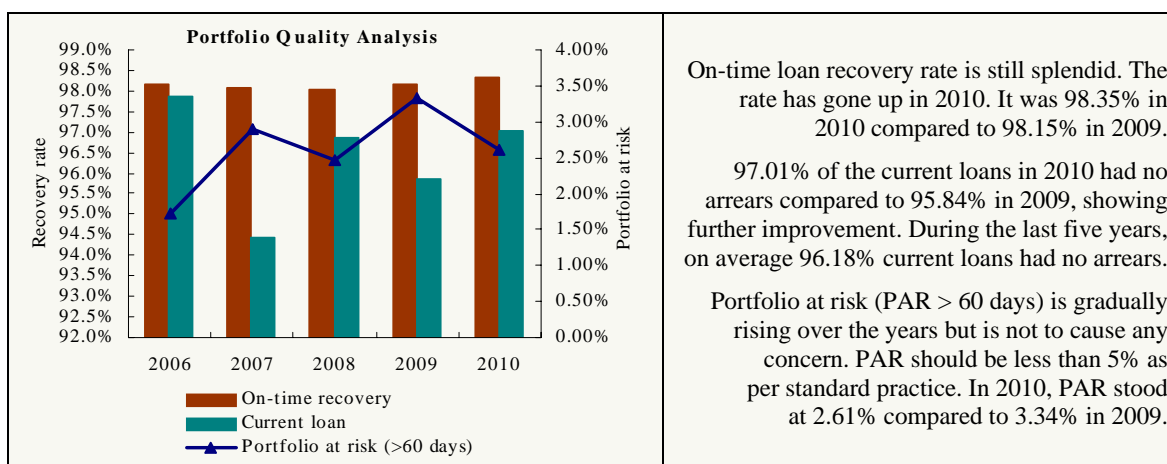 Portfolio Quality Analysis
99.0%
98.5%
98.0%
97.5%
97.0%
96.5%
96.0%
95.5%
95.0%
94.5%
94.0%
93.5%
93.0%
92.5%
92.0%
Recovery rate
4.00%
3.50%
3.00%
2.50%
2.00%
1.50%
1.00%
0.50%
0.00%
Portfolio at risk
2006 2007 2008 2009 2010
On-time recovery
Current loan
Portfolio at risk (>60 days)
On-time loan recovery rate is still splendid. The
rate has gone up in 2010. It was 98.35% in
2010 compared to 98.15% in 2009.
97.01% of the current loans in 2010 had no
arrears compared to 95.84% in 2009, showing
further improvement. During the last five years,
on average 96.18% current loans had no arrears.
Portfolio at risk (PAR > 60 days) is gradually
rising over the years but is not to cause any
concern. PAR should be less than 5% as
per standard practice. In 2010, PAR stood
at 2.61% compared to 3.34% in 2009.